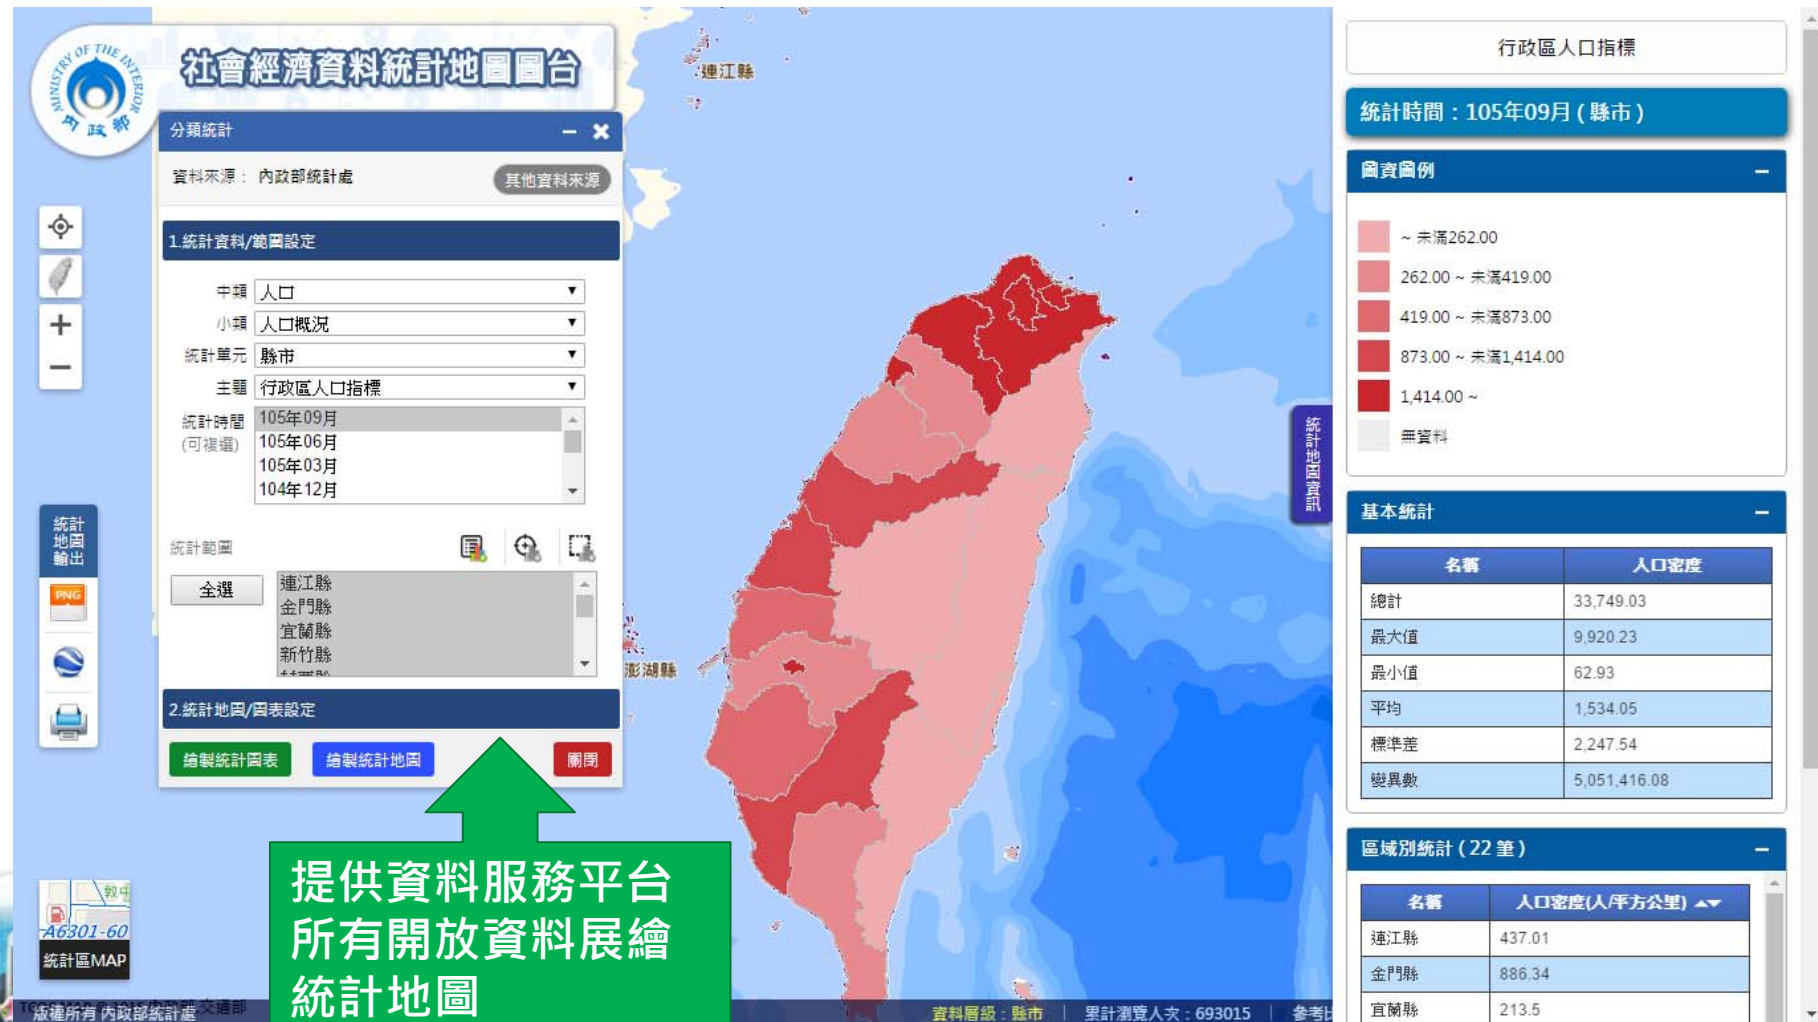 MINISTRY OF THE INTERIOR
內政部
社會經濟資料統計地圖圖台
連江縣
分類統計
資料來源： 內政部統計處
其他資料來源
1.統計資料/範圍設定
中類 人口
小類 人口概況
統計單元 縣市
主題 行政區人口指標
統計時間
(可複選)
105年09月
105年06月
105年03月
104年12月
統計範圍
全選
連江縣
金門縣
宜蘭縣
新竹縣
2.統計地圖/圖表設定
繪製統計圖表
繪製統計地圖
關閉
統計
地圖
輸出
PNG
澎湖縣
提供資料服務平台
所有開放資料展繪
統計地圖
A6301-60
統計區MAP
版權所有 內政部統計處
資料層級：縣市
累計瀏覽人次：693015
統計地圖資訊
行政區人口指標
統計時間：105年09月 ( 縣市 )
圖資圖例
~ 未滿262.00
262.00 ~ 未滿419.00
419.00 ~ 未滿873.00
873.00 ~ 未滿1,414.00
1,414.00 ~
無資料
基本統計
名稱 人口密度
總計 33,749.03
最大值 9,920.23
最小值 62.93
平均 1,534.05
標準差 2,247.54
變異數 5,051,416.08
區域別統計 ( 22 筆 )
名稱 人口密度(人/平方公里)
連江縣 437.01
金門縣 886.34
宜蘭縣 213.5